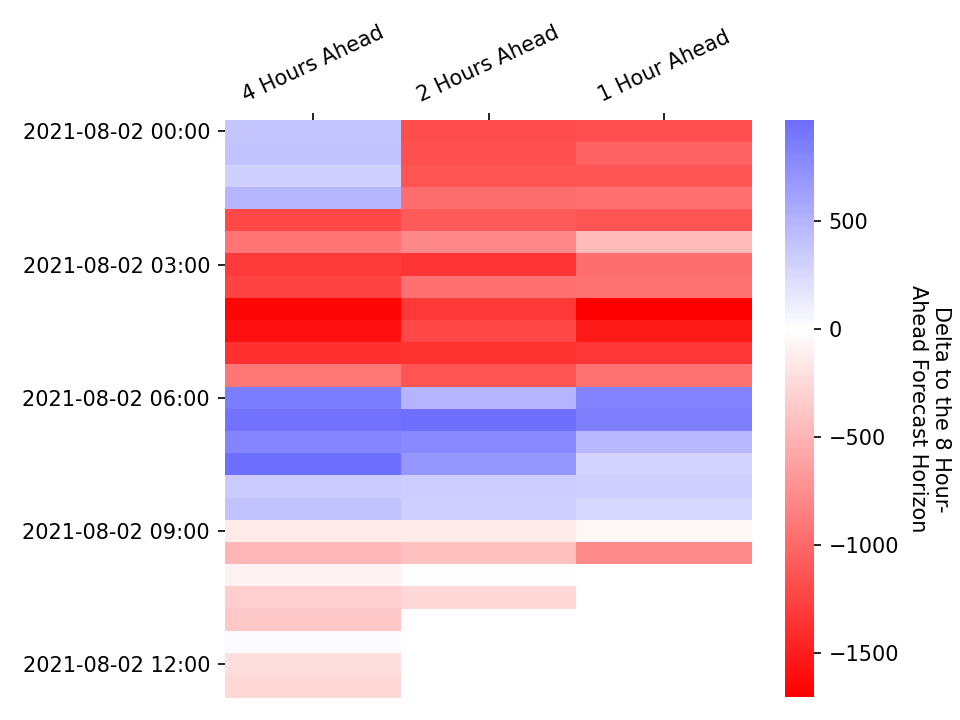 4 Hours Ahead
2 Hours Ahead
1 Hour Ahead
2021-08-02 00:00
2021-08-02 03:00
2021-08-02 06:00
2021-08-02 09:00
2021-08-02 12:00
500
0
−500
−1000
−1500
Delta to the 8 Hour-
Ahead Forecast Horizon